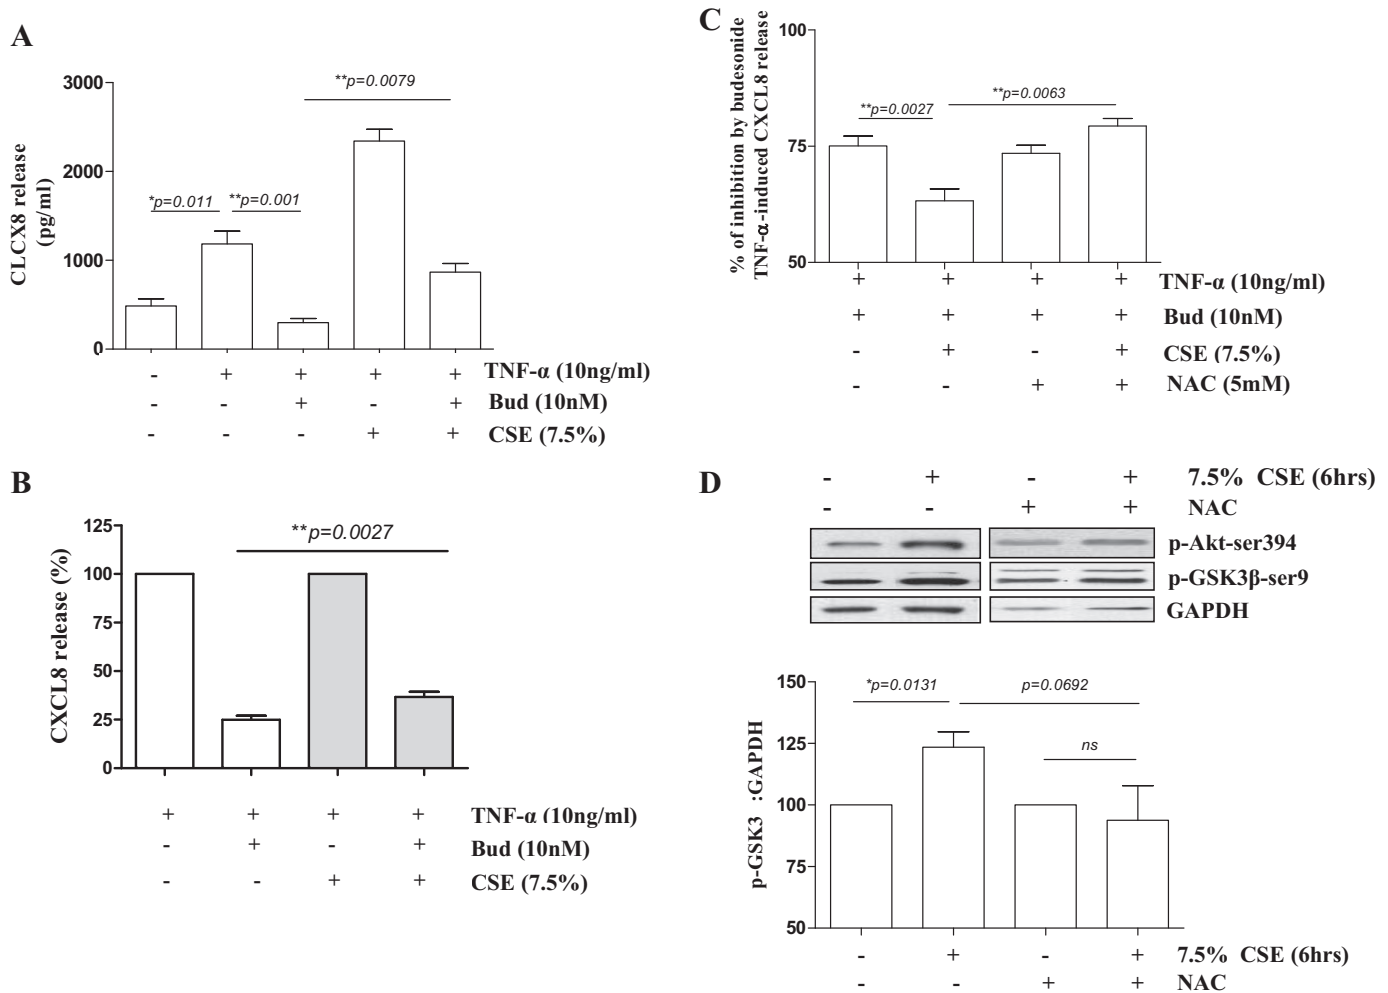 A
CLCX8 release
(pg/ml)
3000
2000
1000
0
*p=0.011
**p=0.001
**p=0.0079
- + + + + TNF-α (10ng/ml)
- - + - + Bud (10nM)
- - - + + CSE (7.5%)
B
CXCL8 release (%)
125
100
75
50
25
0
**p=0.0027
+ + + + TNF-α (10ng/ml)
- + - + Bud (10nM)
- - + + CSE (7.5%)
C
% of inhibition by budesonide
TNF-α-induced CXCL8 release
100
75
50
**p=0.0027
**p=0.0063
+ + + + TNF-α (10ng/ml)
+ + + + Bud (10nM)
- + - + CSE (7.5%)
- - + + NAC (5mM)
D
- + - + 7.5% CSE (6hrs)
- - + + NAC
p-Akt-ser394
p-GSK3β-ser9
GAPDH
p-GSK3 :GAPDH
150
125
100
75
50
*p=0.0131
p=0.0692
ns
- + - + 7.5% CSE (6hrs)
- - + + NAC